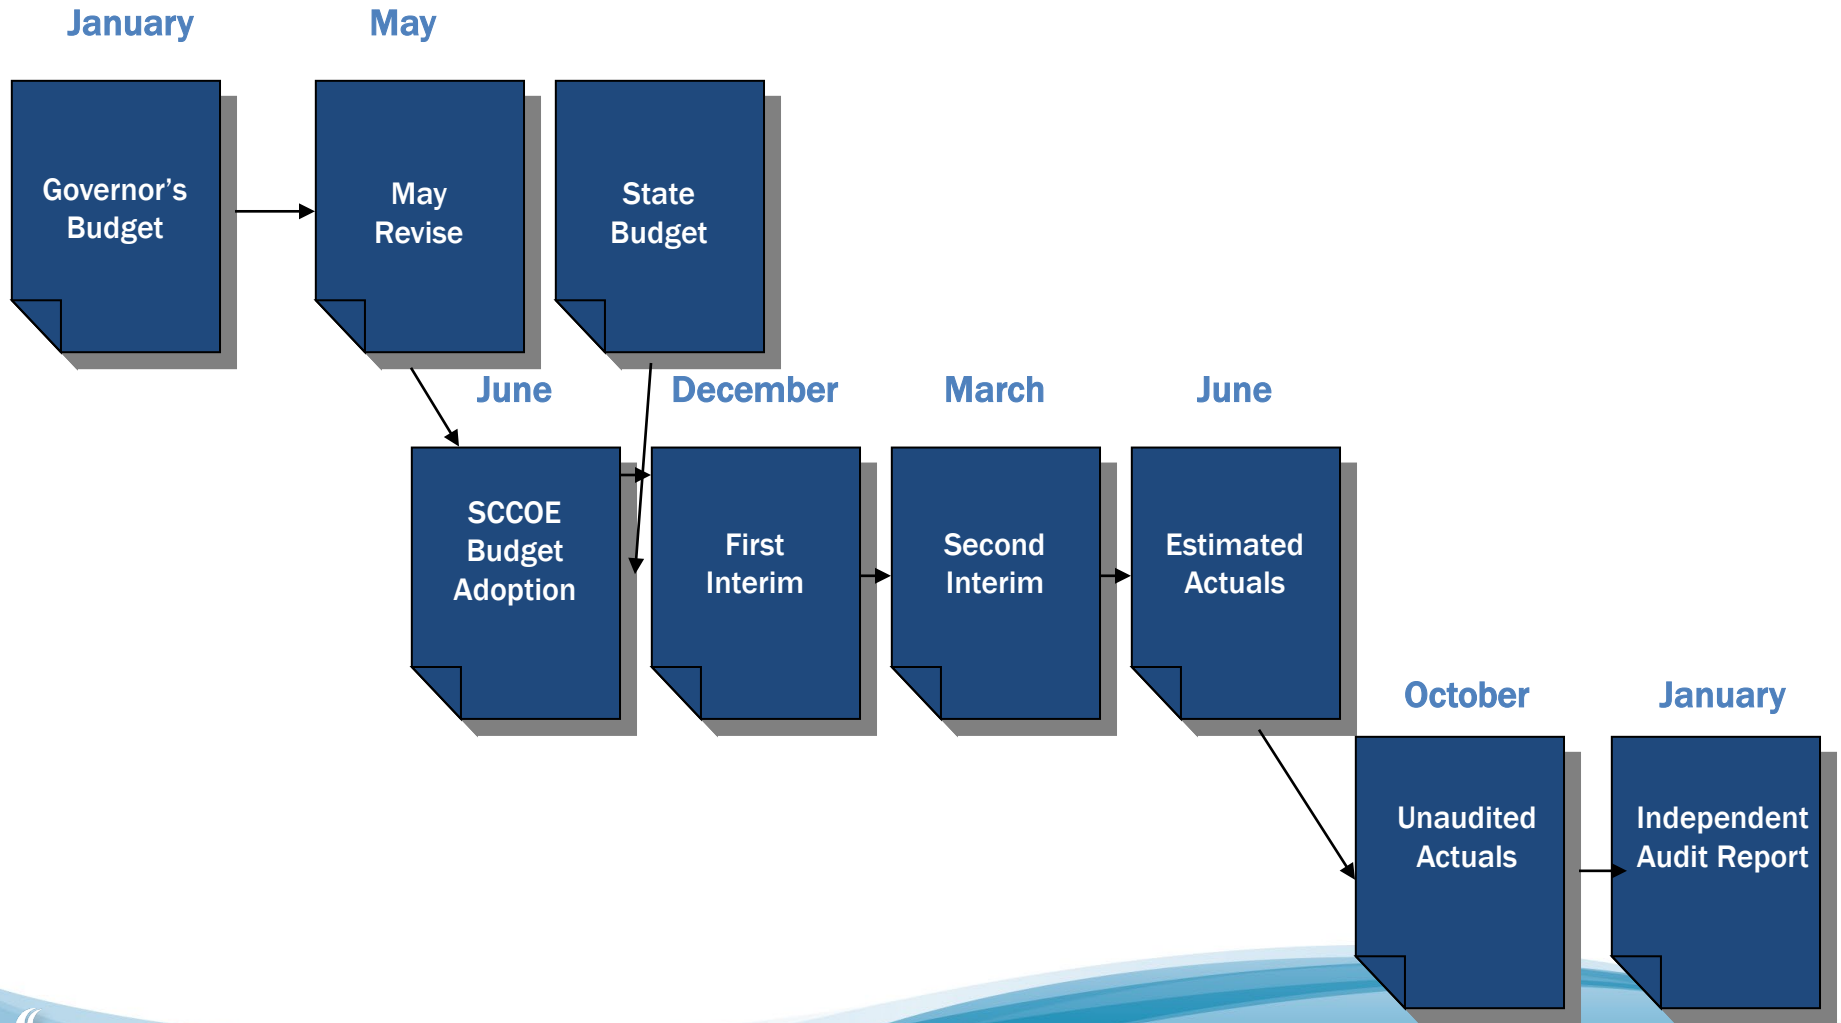 January
May
Governor’s
Budget
May
Revise
State
Budget
June
December
March
June
SCCOE
Budget
Adoption
First
Interim
Second
Interim
Estimated
Actuals
October
January
Unaudited
Actuals
Independent
Audit Report